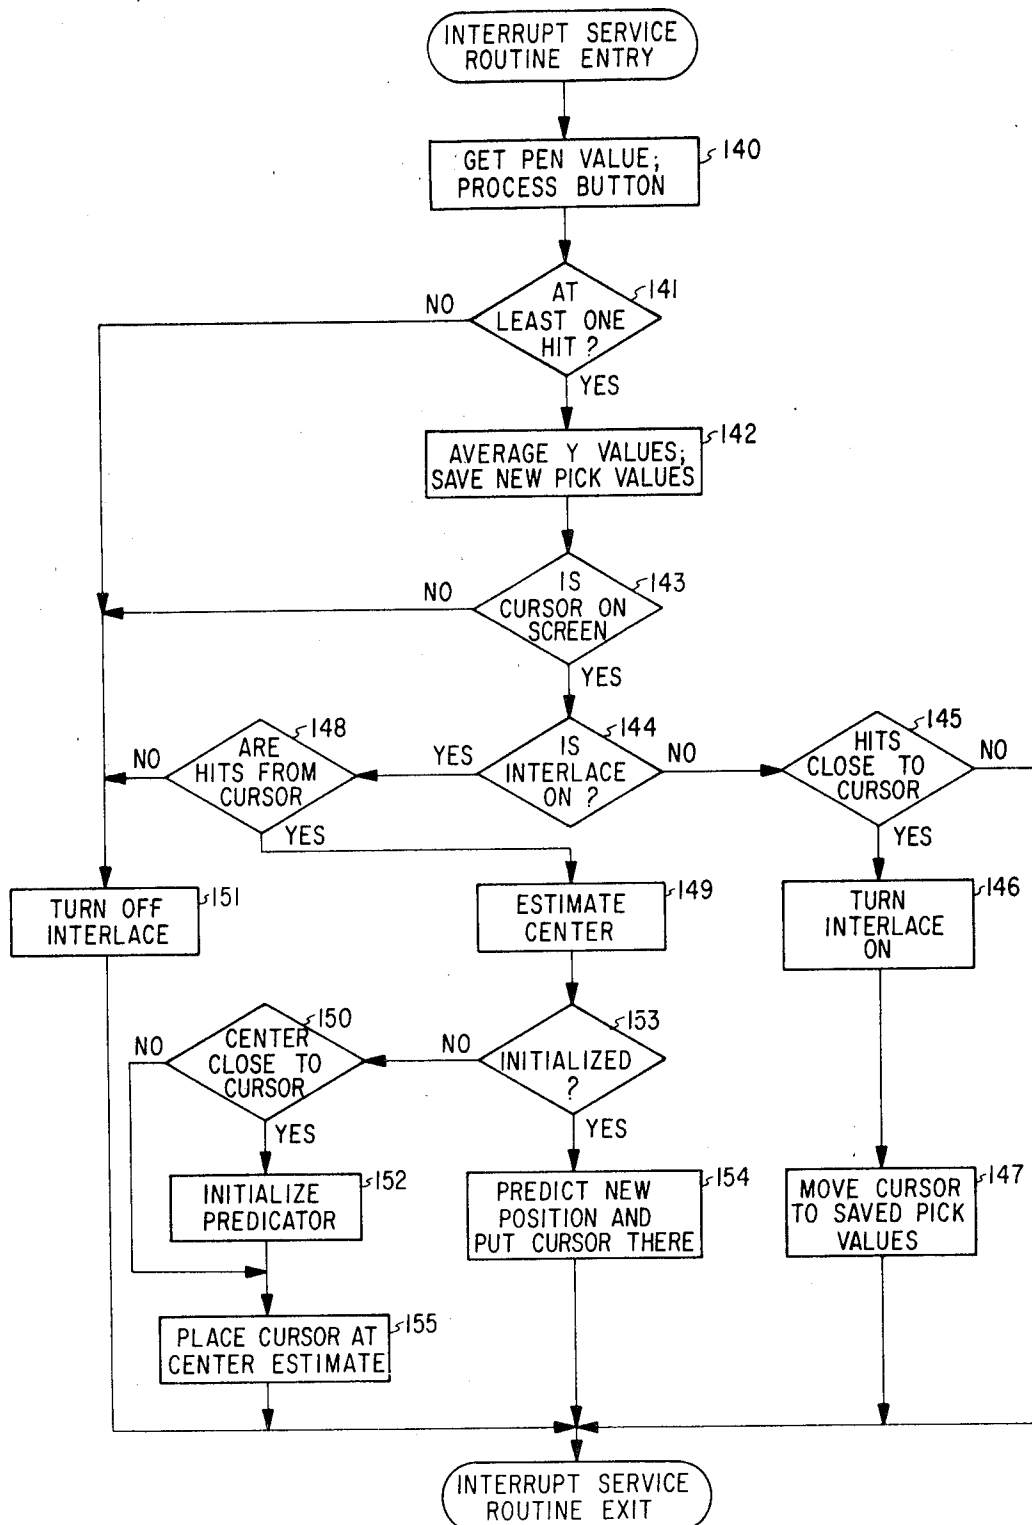 INTERRUPT SERVICE
ROUTINE ENTRY
GET PEN VALUE;
PROCESS BUTTON
140
AT
LEAST ONE
HIT?
141
NO
YES
AVERAGE Y VALUES;
SAVE NEW PICK VALUES
142
IS
CURSOR ON
SCREEN
143
NO
YES
ARE
HITS FROM
CURSOR
148
NO
YES
IS
INTERLACE
ON?
144
YES
NO
HITS
CLOSE TO
CURSOR
145
NO
YES
TURN OFF
INTERLACE
151
ESTIMATE
CENTER
149
TURN
INTERLACE
ON
146
CENTER
CLOSE TO
CURSOR
150
NO
YES
INITIALIZED
?
153
NO
YES
INITIALIZE
PREDICATOR
152
PREDICT NEW
POSITION AND
PUT CURSOR THERE
154
MOVE CURSOR
TO SAVED PICK
VALUES
147
PLACE CURSOR AT
CENTER ESTIMATE
155
INTERRUPT SERVICE
ROUTINE EXIT